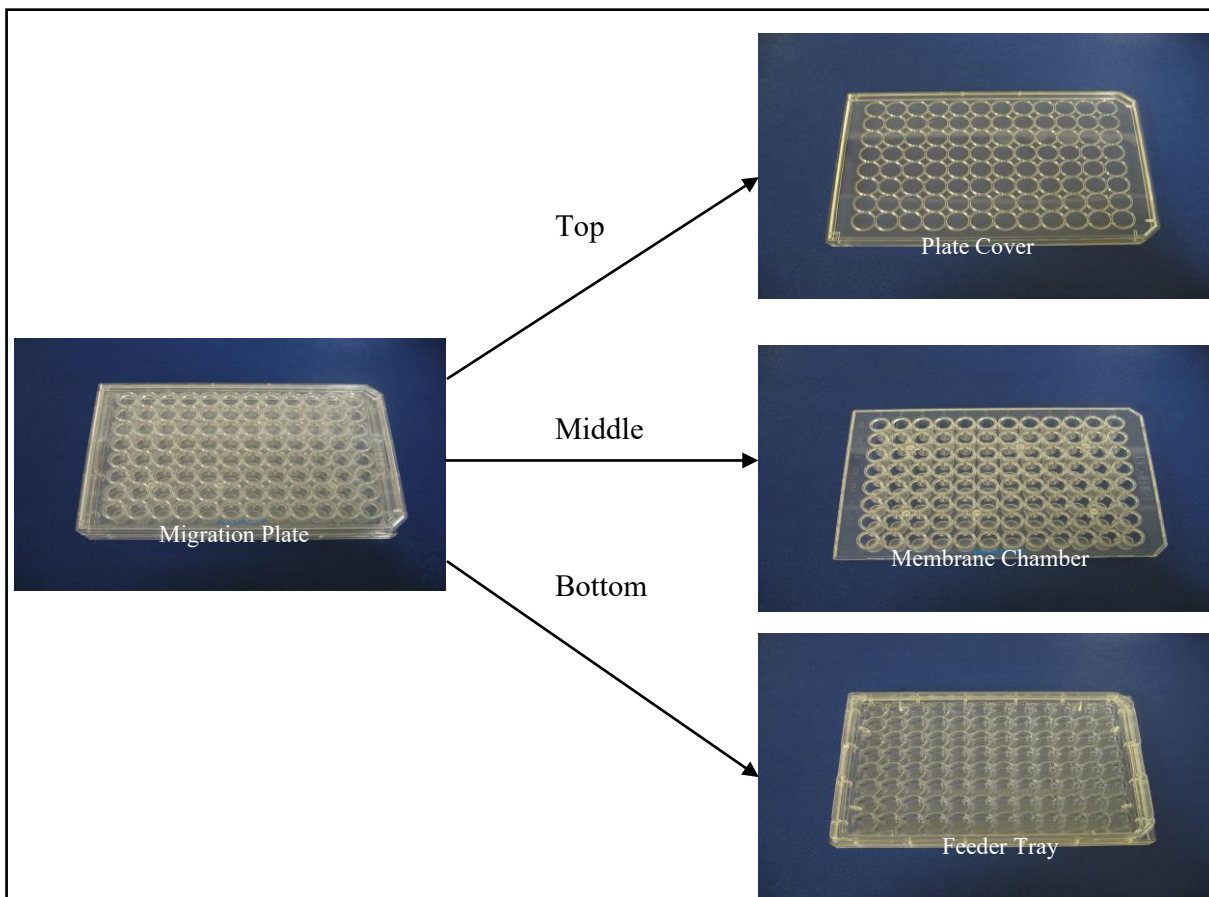 Top
Plate Cover
Migration Plate
Middle
Membrane Chamber
Bottom
Feeder Tray